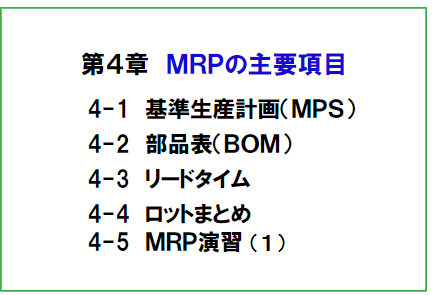 第4章 MRPの主要項目
4-1 基準生産計画(MPS)
4-2 部品表(BOM)
4-3 リードタイム
4-4 ロットまとめ
4-5 MRP演習(1)